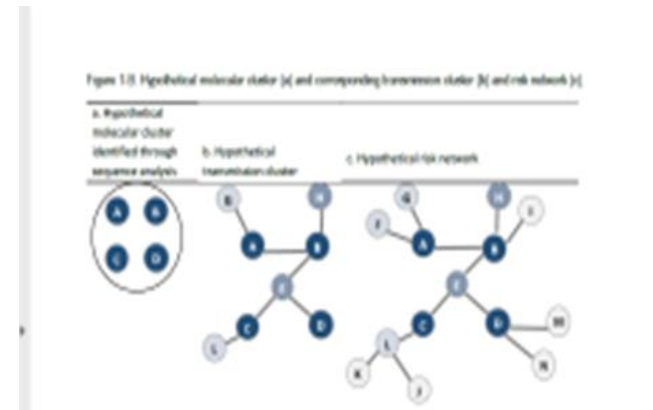 Figure 1-3. Hypothetical molecular cluster (a) and corresponding transmission cluster (b) and risk network (c)
a. Hypothetical
molecular cluster
identified through
sequence analysis
b. Hypothetical
transmission cluster
c. Hypothetical risk network
A B
C D
H
A B
E
C D
L
G H
F I
A B
E
C D
L M
K N
J